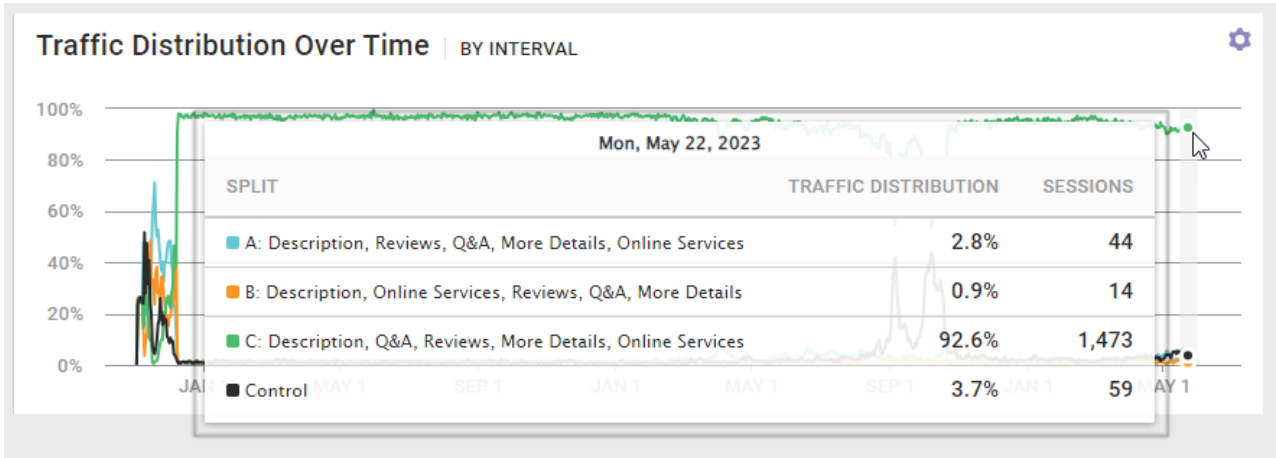 Traffic Distribution Over Time | BY INTERVAL
100%
80%
60%
40%
20%
0%
Mon, May 22, 2023
SPLIT TRAFFIC DISTRIBUTION SESSIONS
A: Description, Reviews, Q&A, More Details, Online Services 2.8% 44
B: Description, Online Services, Reviews, Q&A, More Details 0.9% 14
C: Description, Q&A, Reviews, More Details, Online Services 92.6% 1,473
Control 3.7% 59
JAN MAY 1 SEP 1 JAN 1 MAY 1 SEP 1 JAN 1 MAY 1